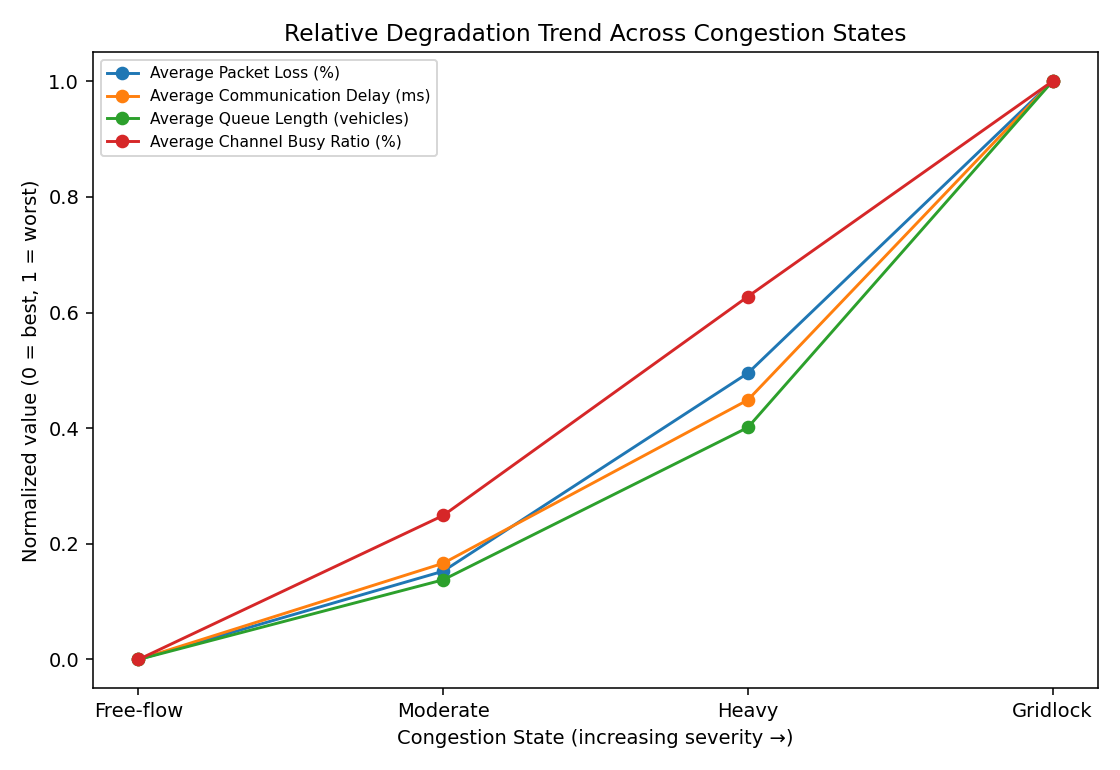 Relative Degradation Trend Across Congestion States
Average Packet Loss (%)
Average Communication Delay (ms)
Average Queue Length (vehicles)
Average Channel Busy Ratio (%)
Normalized value (0 = best, 1 = worst)
1.0
0.8
0.6
0.4
0.2
0.0
Free-flow Moderate Heavy Gridlock
Congestion State (increasing severity →)